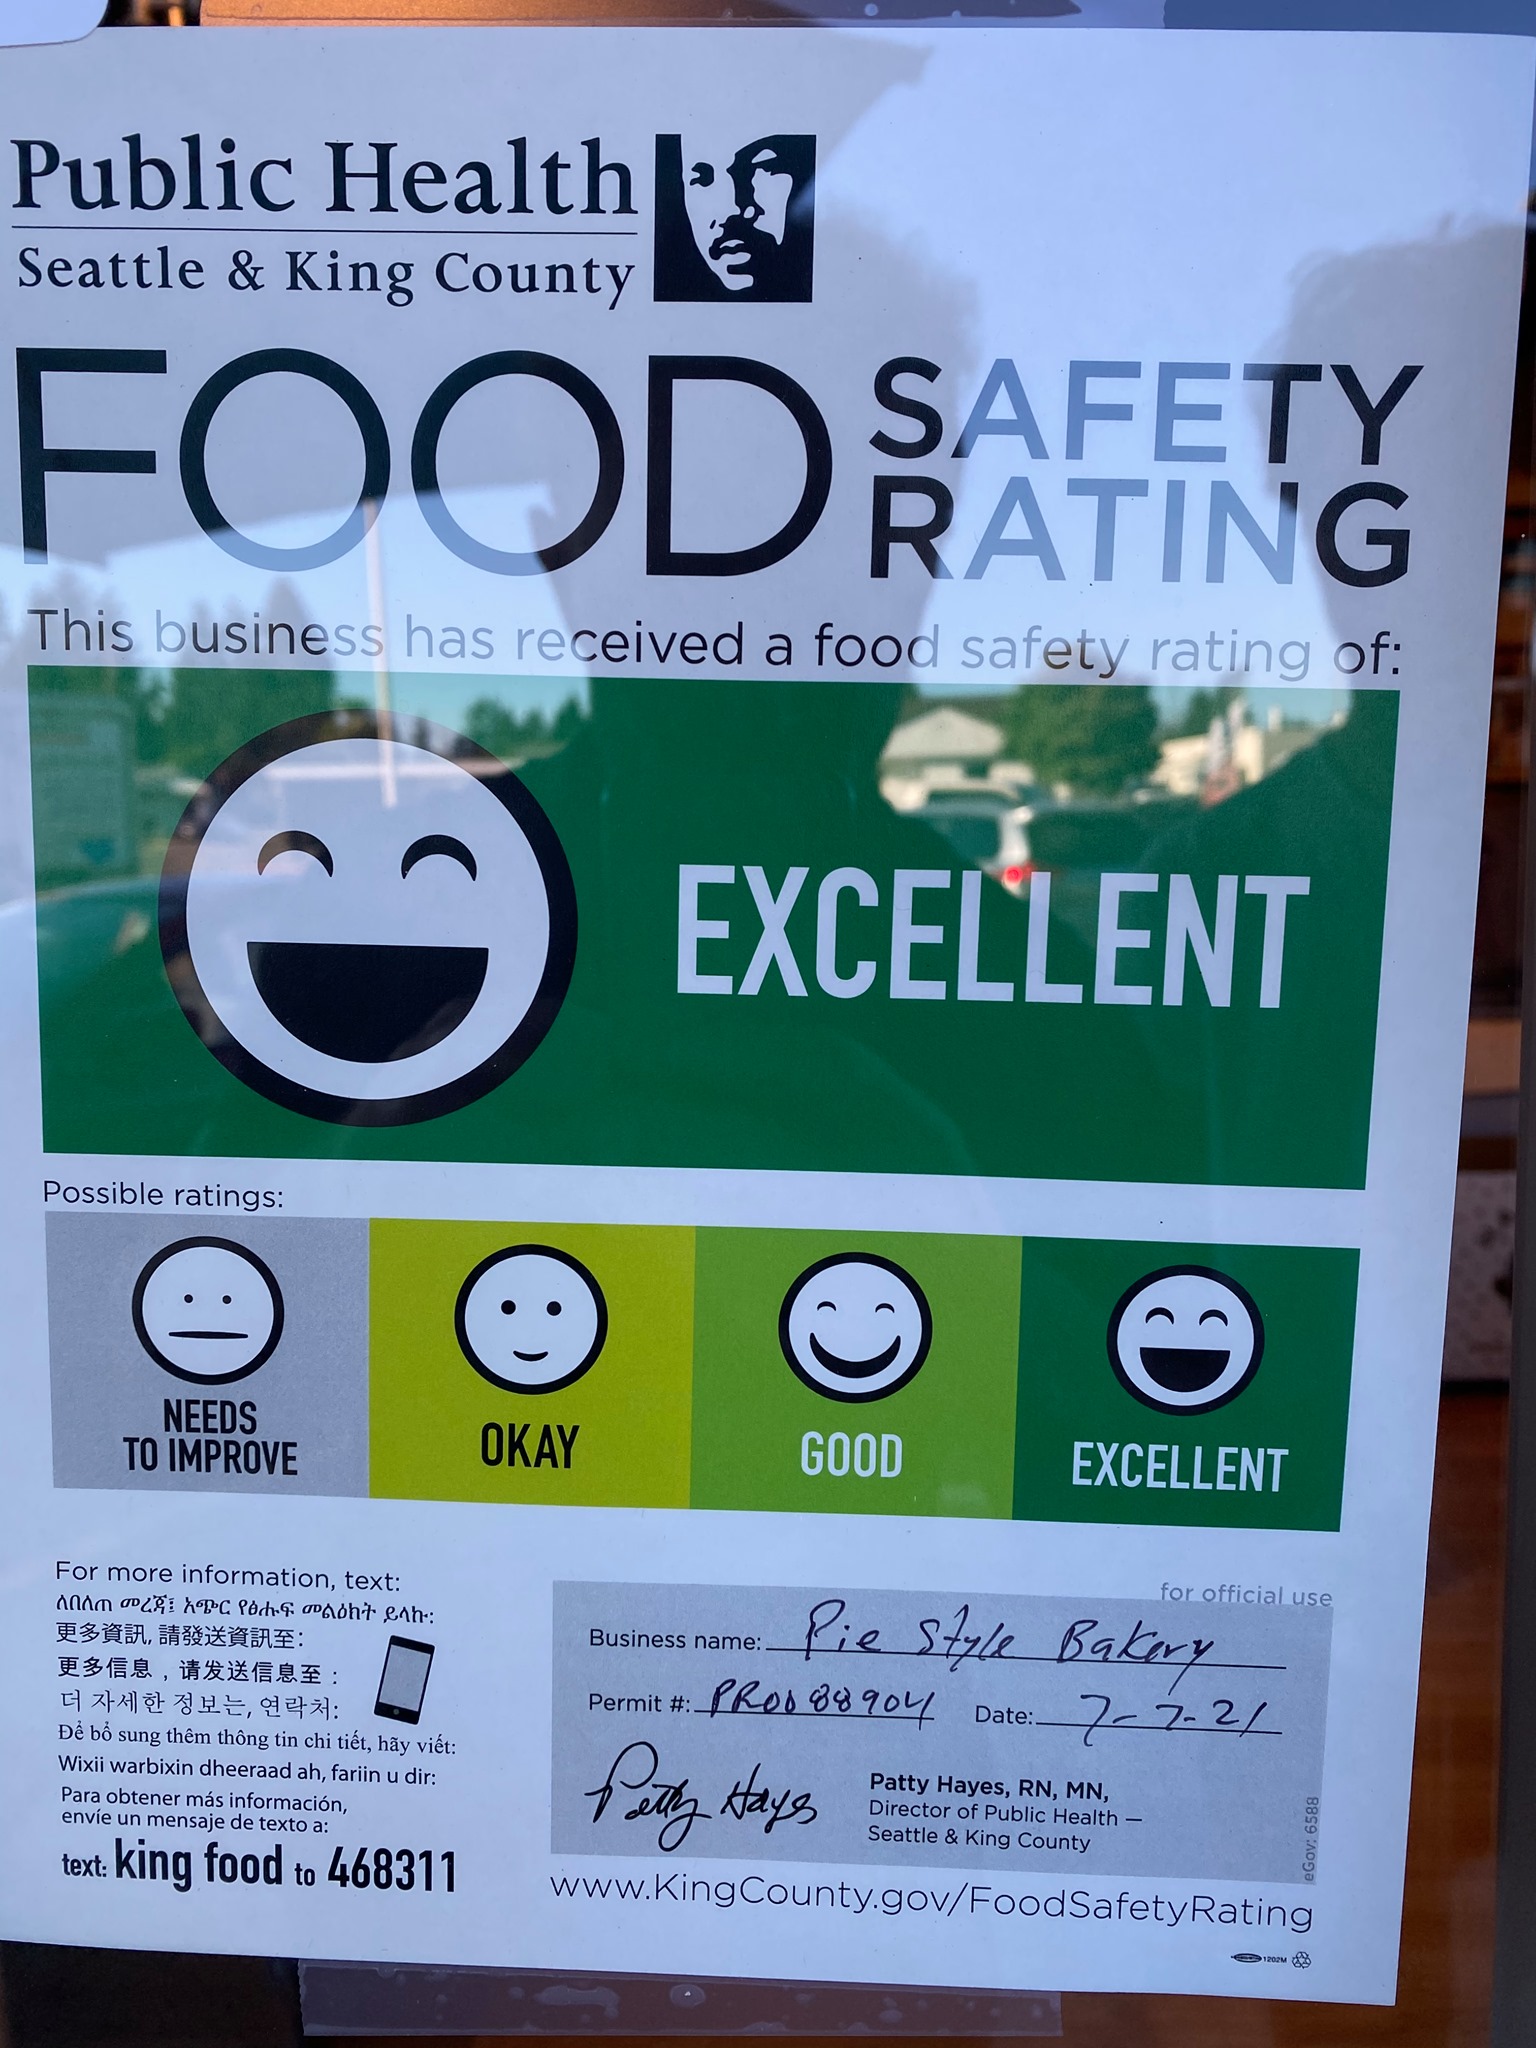 Public Health
Seattle & King County
FOOD SAFETY RATING
This business has received a food safety rating of:
EXCELLENT
Possible ratings:
NEEDS TO IMPROVE
OKAY
GOOD
EXCELLENT
For more information, text:
ለበለጠ መረጃ፤ አጭር የፅሑፍ መልዕክት ይላኩ:
更多資訊, 請發送資訊至:
更多信息，请发送信息至：
더 자세한 정보는, 연락처:
Để bổ sung thêm thông tin chi tiết, hãy viết:
Wixii warbixin dheeraad ah, fariin u dir:
Para obtener más información,
envíe un mensaje de texto a:
text: king food to 468311
for official use
Business name: Pie Style Bakery
Permit #: PR0088904 Date: 7-7-21
Patty Hayes
Patty Hayes, RN, MN,
Director of Public Health —
Seattle & King County
eGov: 6588
www.KingCounty.gov/FoodSafetyRating
1202M